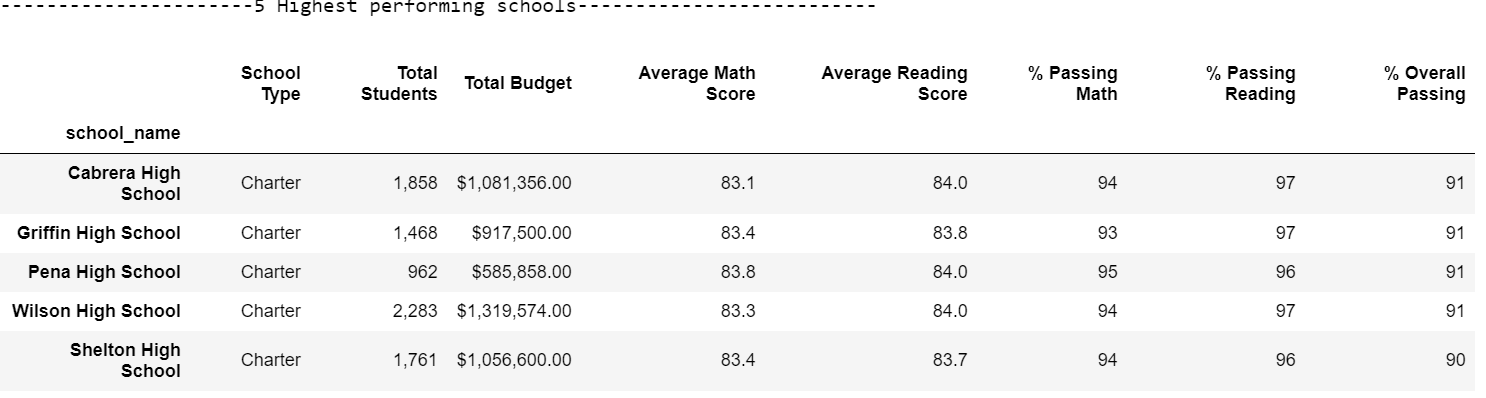 ----------------------5 Highest performing schools--------------------------
School Type Total Students Total Budget Average Math Score Average Reading Score % Passing Math % Passing Reading % Overall Passing
school_name
Cabrera High School Charter 1,858 $1,081,356.00 83.1 84.0 94 97 91
Griffin High School Charter 1,468 $917,500.00 83.4 83.8 93 97 91
Pena High School Charter 962 $585,858.00 83.8 84.0 95 96 91
Wilson High School Charter 2,283 $1,319,574.00 83.3 84.0 94 97 91
Shelton High School Charter 1,761 $1,056,600.00 83.4 83.7 94 96 90